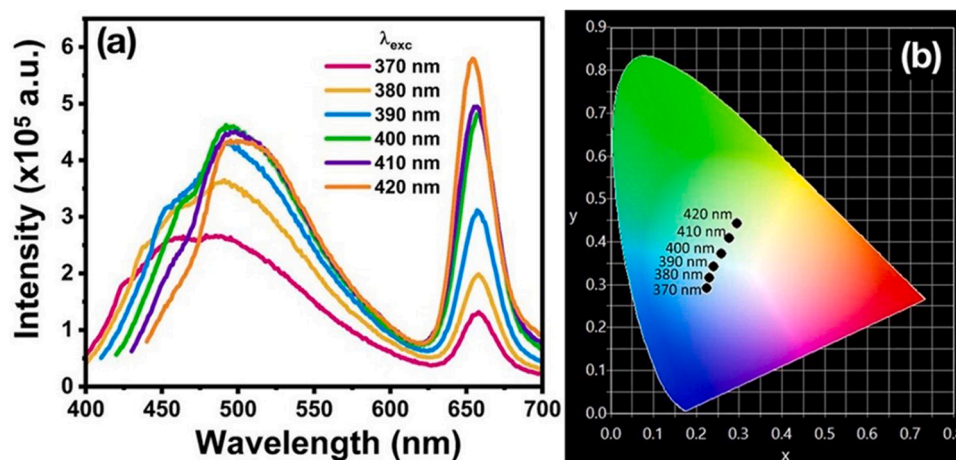 (a)
λexc
370 nm
380 nm
390 nm
400 nm
410 nm
420 nm
Intensity (x10⁵ a.u.)
6
5
4
3
2
1
0
400 450 500 550 600 650 700
Wavelength (nm)
(b)
0.9
0.8
0.7
0.6
0.5
y
0.4
0.3
0.2
0.1
0.0
420 nm
410 nm
400 nm
390 nm
380 nm
370 nm
0.0 0.1 0.2 0.3 0.4 0.5 0.6 0.7 0.8
x